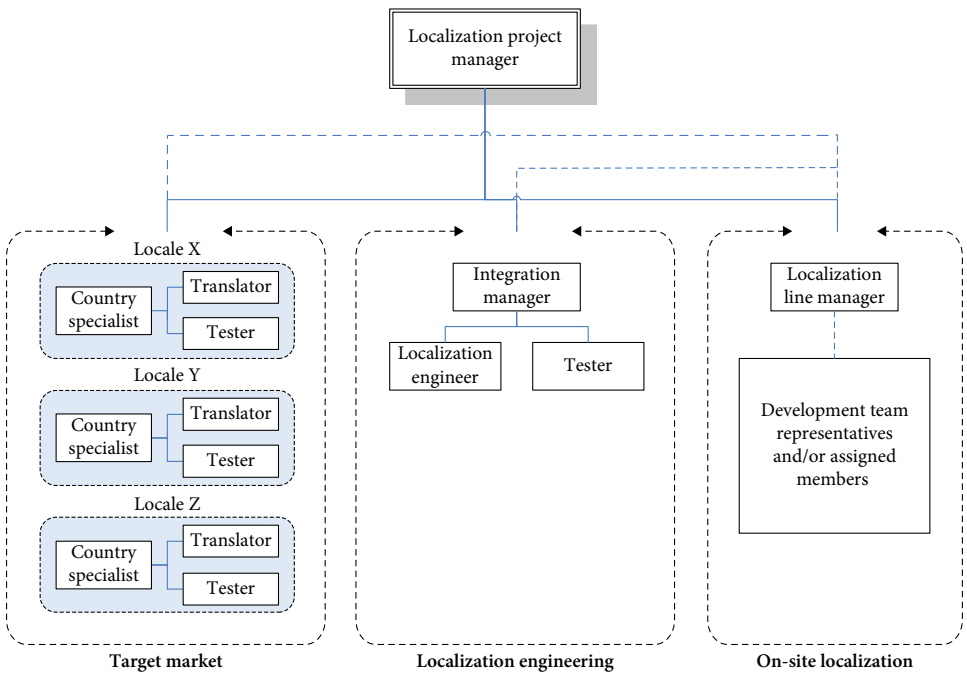 Localization project
manager
Locale X
Country
specialist
Translator
Tester
Locale Y
Country
specialist
Translator
Tester
Locale Z
Country
specialist
Translator
Tester
Target market
Integration
manager
Localization
engineer
Tester
Localization engineering
Localization
line manager
Development team
representatives
and/or assigned
members
On-site localization